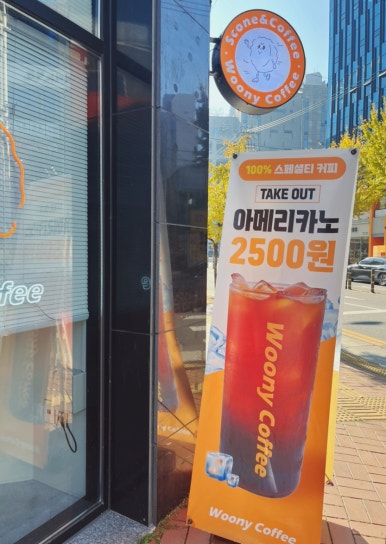 Scone&Coffee
Woony Coffee
100% 스페셜티 커피
TAKE OUT
아메리카노
2500원
Woony Coffee
Woony Coffee
ffee